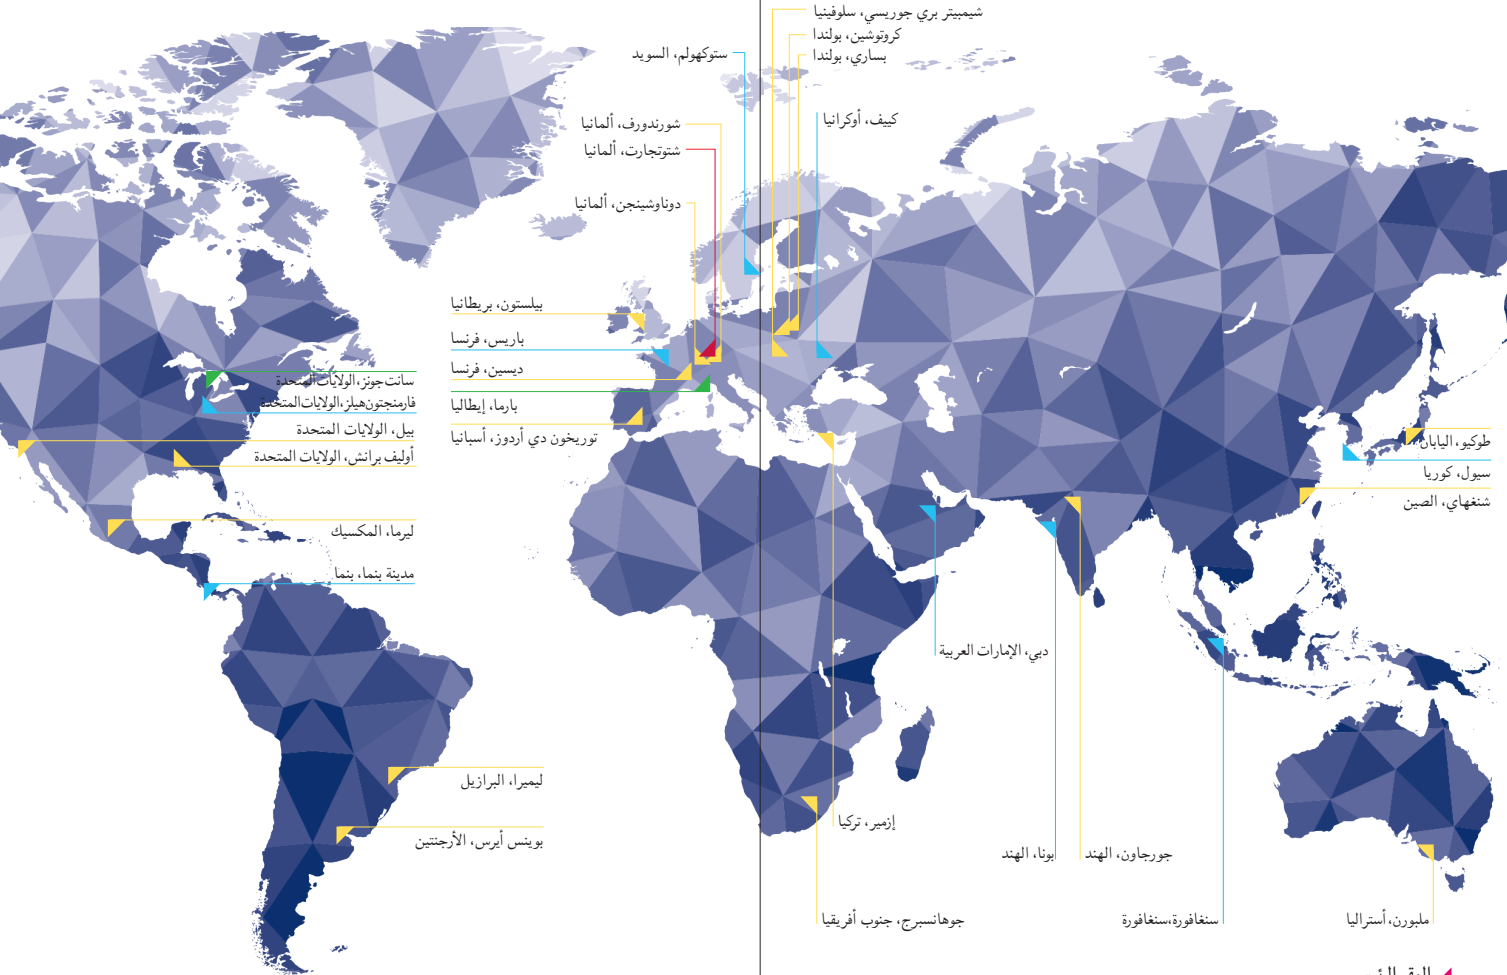 شيمبيتر بري جوريسي، سلوفينيا
كروتوشين، بولندا
بساري، بولندا
ستوكهولم، السويد
كييف، أوكرانيا
شورندورف، ألمانيا
شتوتجارت، ألمانيا
دوناوشينجن، ألمانيا
بيلستون، بريطانيا
باريس، فرنسا
ديسين، فرنسا
بارما، إيطاليا
توريخون دي أردوز، أسبانيا
سانت جونز، الولايات المتحدة
فارمنجتون هيلز، الولايات المتحدة
بيل، الولايات المتحدة
أوليف برانش، الولايات المتحدة
ليرما، المكسيك
مدينة بنما، بنما
طوكيو، اليابان
سيول، كوريا
شنغهاي، الصين
دبي، الإمارات العربية
ليميرا، البرازيل
بوينس أيرس، الأرجنتين
إزمير، تركيا
بونا، الهند
جورجاون، الهند
جوهانسبرج، جنوب أفريقيا
سنغافورة،سنغافورة
ملبورن، أستراليا